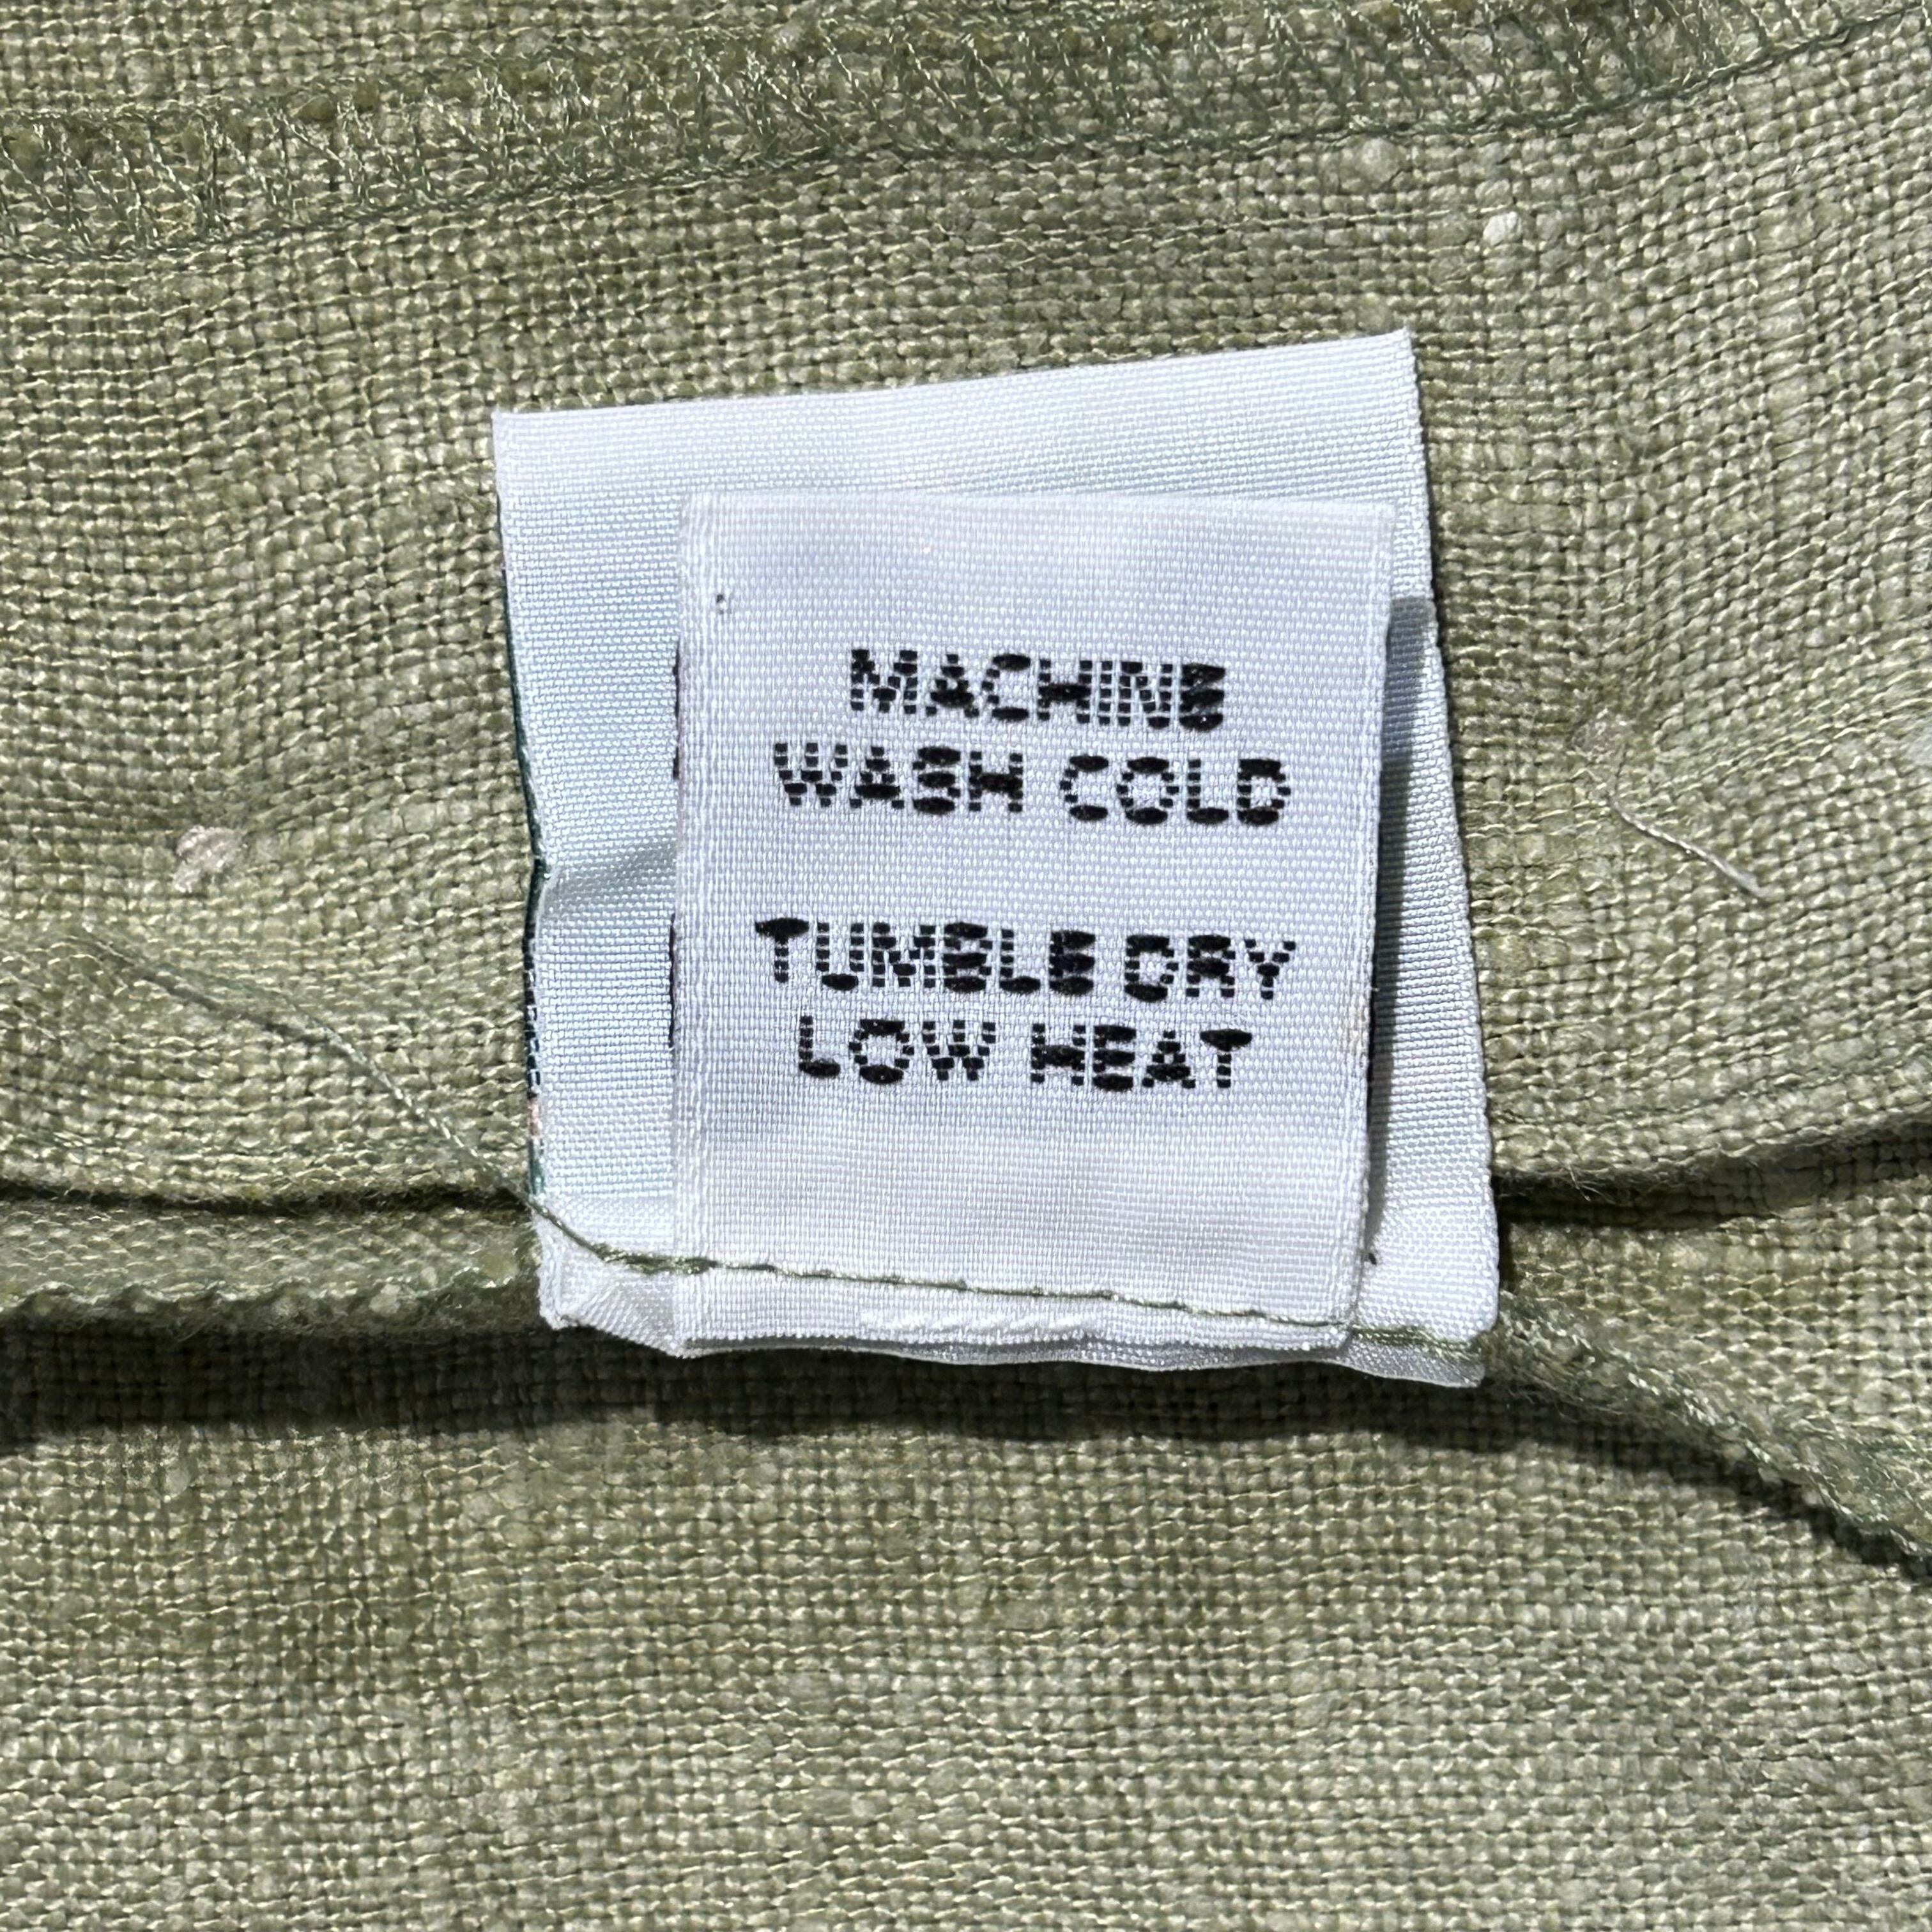 MACHINE
WASH COLD
TUMBLE DRY
LOW HEAT